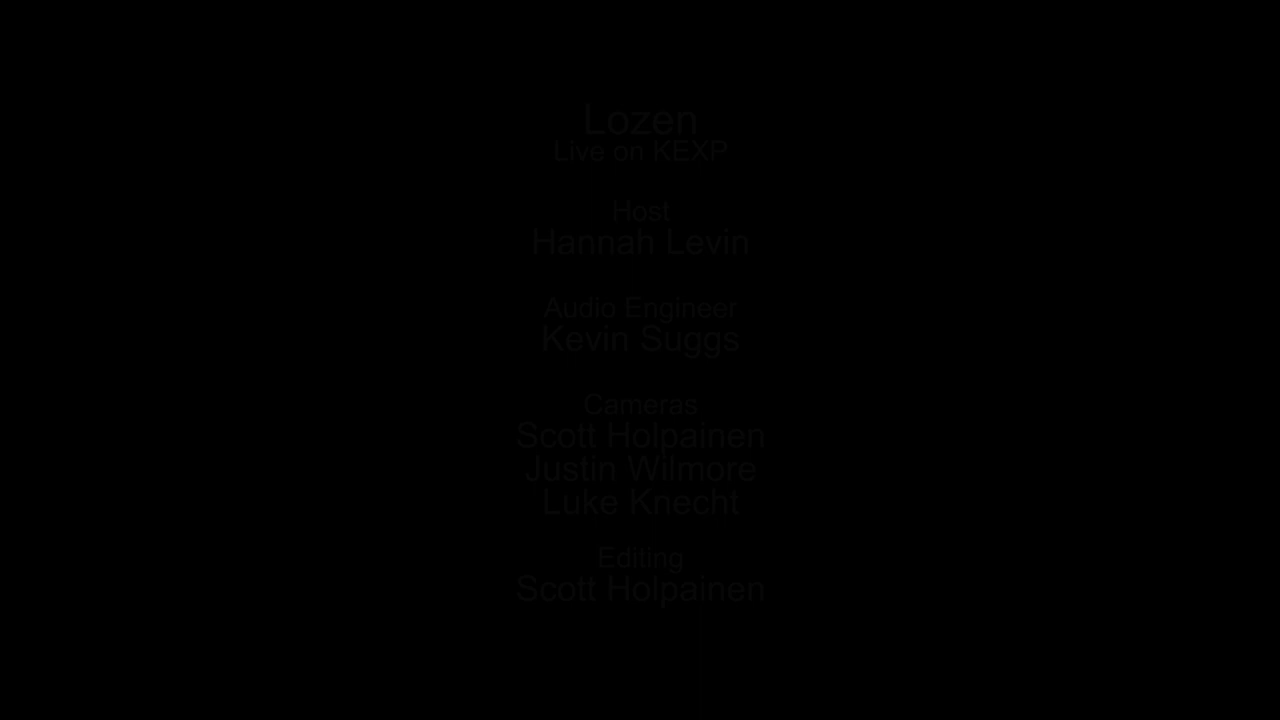 Lozen
Live on KEXP
Host
Hannah Levin
Audio Engineer
Kevin Suggs
Cameras
Scott Holpainen
Justin Wilmore
Luke Knecht
Editing
Scott Holpainen